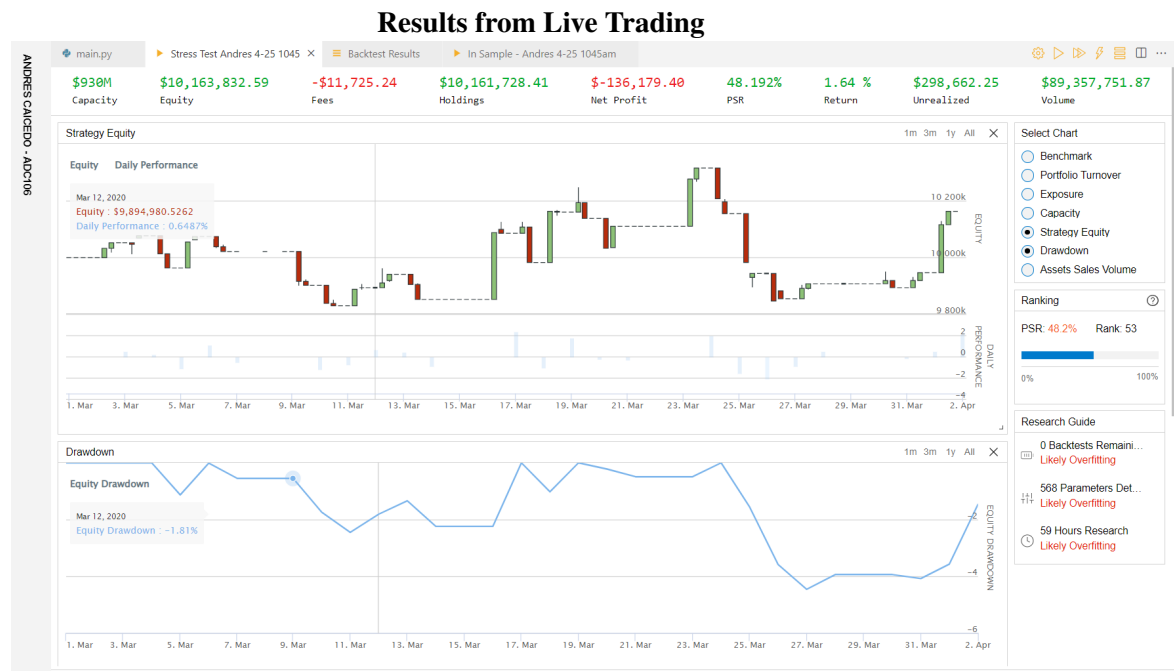 Results from Live Trading
ANDRES CAICEDO - ADC106
main.py
Stress Test Andres 4-25 1045
Backtest Results
In Sample - Andres 4-25 1045am
$930M $10,163,832.59 -$11,725.24 $10,161,728.41 $-136,179.40 48.192% 1.64 % $298,662.25 $89,357,751.87
Capacity Equity Fees Holdings Net Profit PSR Return Unrealized Volume
Strategy Equity
1m 3m 1y All
Equity Daily Performance
Mar 12, 2020
Equity : $9,894,980.5262
Daily Performance : 0.6487%
10 200k
10 000k
9 800k
EQUITY
2
0
−2
−4
DAILY
PERFORMANCE
1. Mar 3. Mar 5. Mar 7. Mar 9. Mar 11. Mar 13. Mar 15. Mar 17. Mar 19. Mar 21. Mar 23. Mar 25. Mar 27. Mar 29. Mar 31. Mar 2. Apr
Drawdown
1m 3m 1y All
Equity Drawdown
Mar 12, 2020
Equity Drawdown : −1.81%
−2
−4
−6
EQUITY DRAWDOWN
1. Mar 3. Mar 5. Mar 7. Mar 9. Mar 11. Mar 13. Mar 15. Mar 17. Mar 19. Mar 21. Mar 23. Mar 25. Mar 27. Mar 29. Mar 31. Mar 2. Apr
Select Chart
Benchmark
Portfolio Turnover
Exposure
Capacity
Strategy Equity
Drawdown
Assets Sales Volume
Ranking
PSR: 48.2% Rank: 53
0% 100%
Research Guide
0 Backtests Remaini...
Likely Overfitting
568 Parameters Det...
Likely Overfitting
59 Hours Research
Likely Overfitting